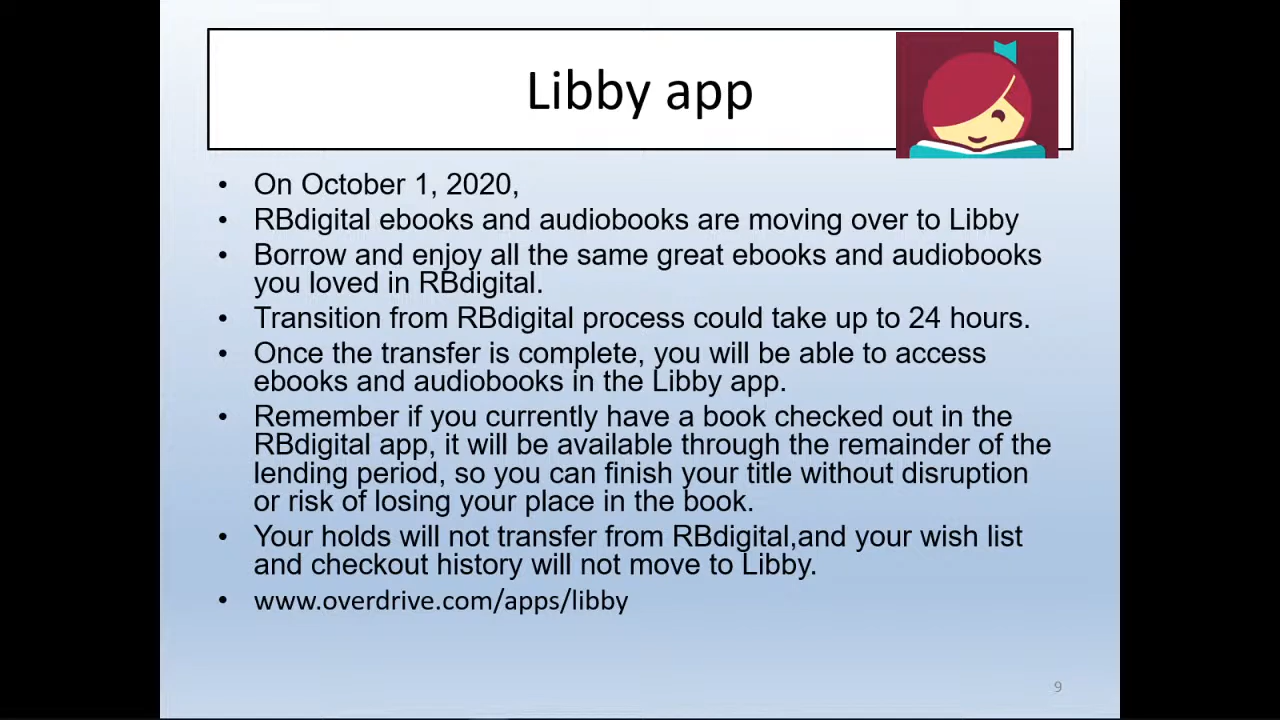 Libby app
• On October 1, 2020,
• RBdigital ebooks and audiobooks are moving over to Libby
• Borrow and enjoy all the same great ebooks and audiobooks
you loved in RBdigital.
• Transition from RBdigital process could take up to 24 hours.
• Once the transfer is complete, you will be able to access
ebooks and audiobooks in the Libby app.
• Remember if you currently have a book checked out in the
RBdigital app, it will be available through the remainder of the
lending period, so you can finish your title without disruption
or risk of losing your place in the book.
• Your holds will not transfer from RBdigital,and your wish list
and checkout history will not move to Libby.
• www.overdrive.com/apps/libby
9